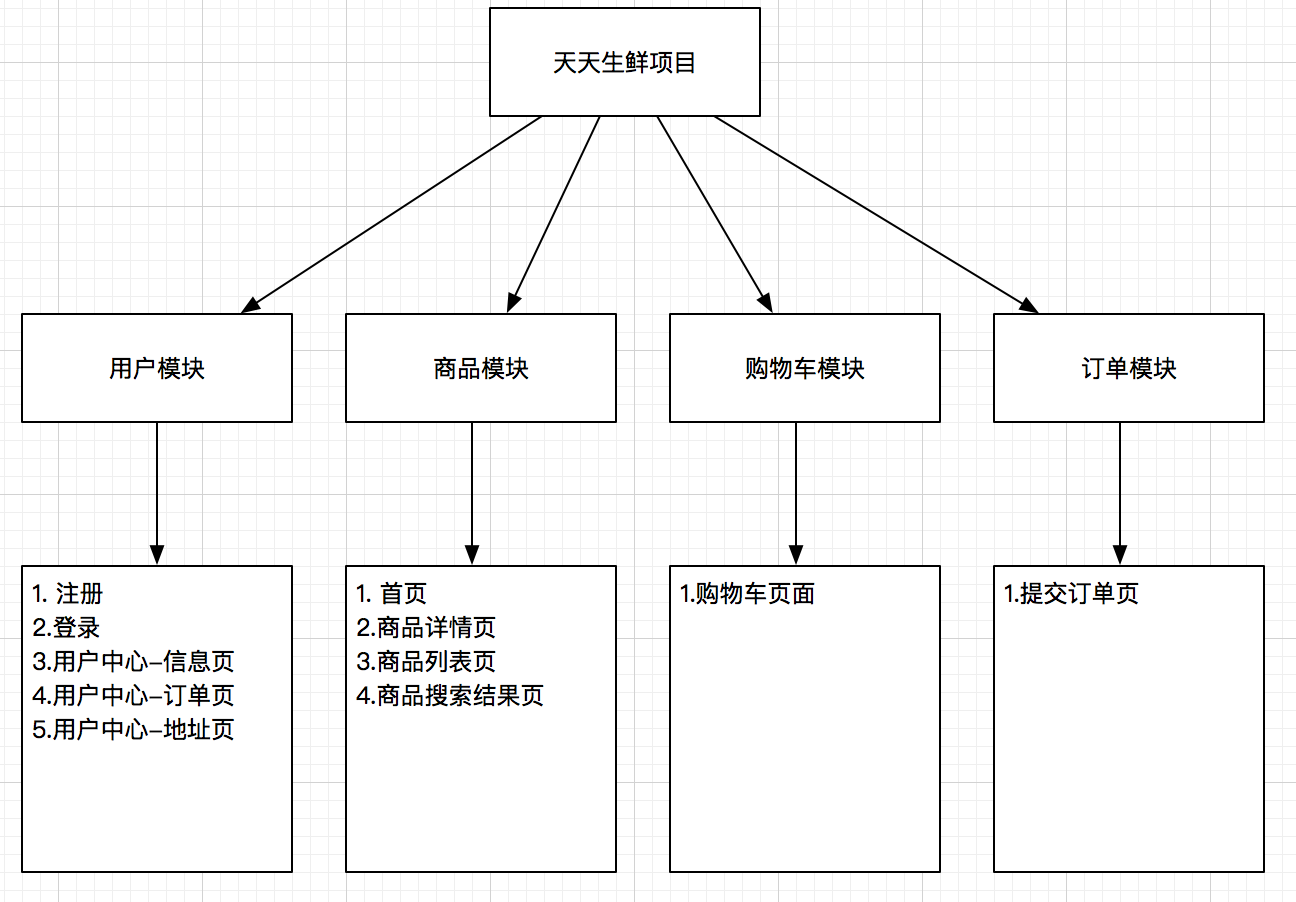 天天生鲜项目
用户模块
商品模块
购物车模块
订单模块
1. 注册
2.登录
3.用户中心–信息页
4.用户中心–订单页
5.用户中心–地址页
1. 首页
2.商品详情页
3.商品列表页
4.商品搜索结果页
1.购物车页面
1.提交订单页